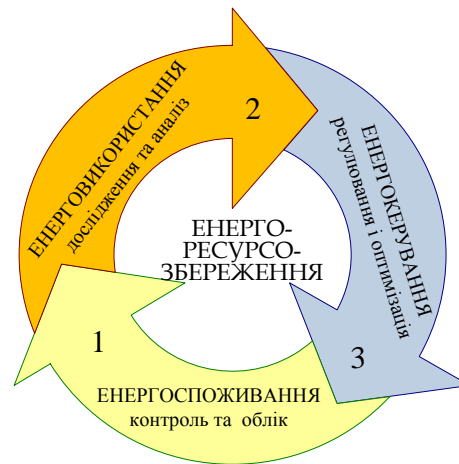 ЕНЕРГОВИКОРИСТАННЯ
дослідження та аналіз
2
ЕНЕРГОКЕРУВАННЯ
регулювання і оптимізація
3
ЕНЕРГО-
РЕСУРСО-
ЗБЕРЕЖЕННЯ
1
ЕНЕРГОСПОЖИВАННЯ
контроль та облік